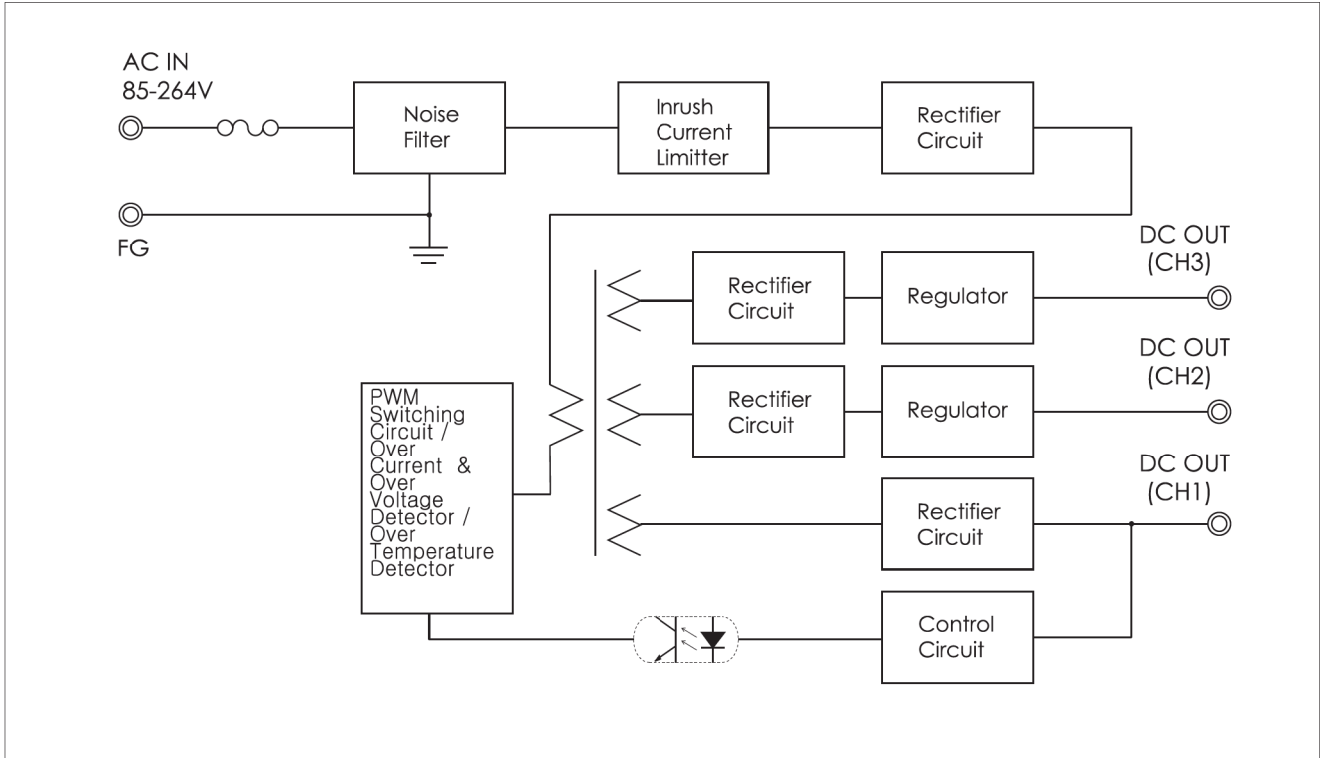 AC IN
85-264V
Noise
Filter
Inrush
Current
Limitter
Rectifier
Circuit
FG
DC OUT
(CH3)
Rectifier
Circuit
Regulator
DC OUT
(CH2)
Rectifier
Circuit
Regulator
PWM
Switching
Circuit /
Over
Current &
Over
Voltage
Detector /
Over
Temperature
Detector
DC OUT
(CH1)
Rectifier
Circuit
Control
Circuit